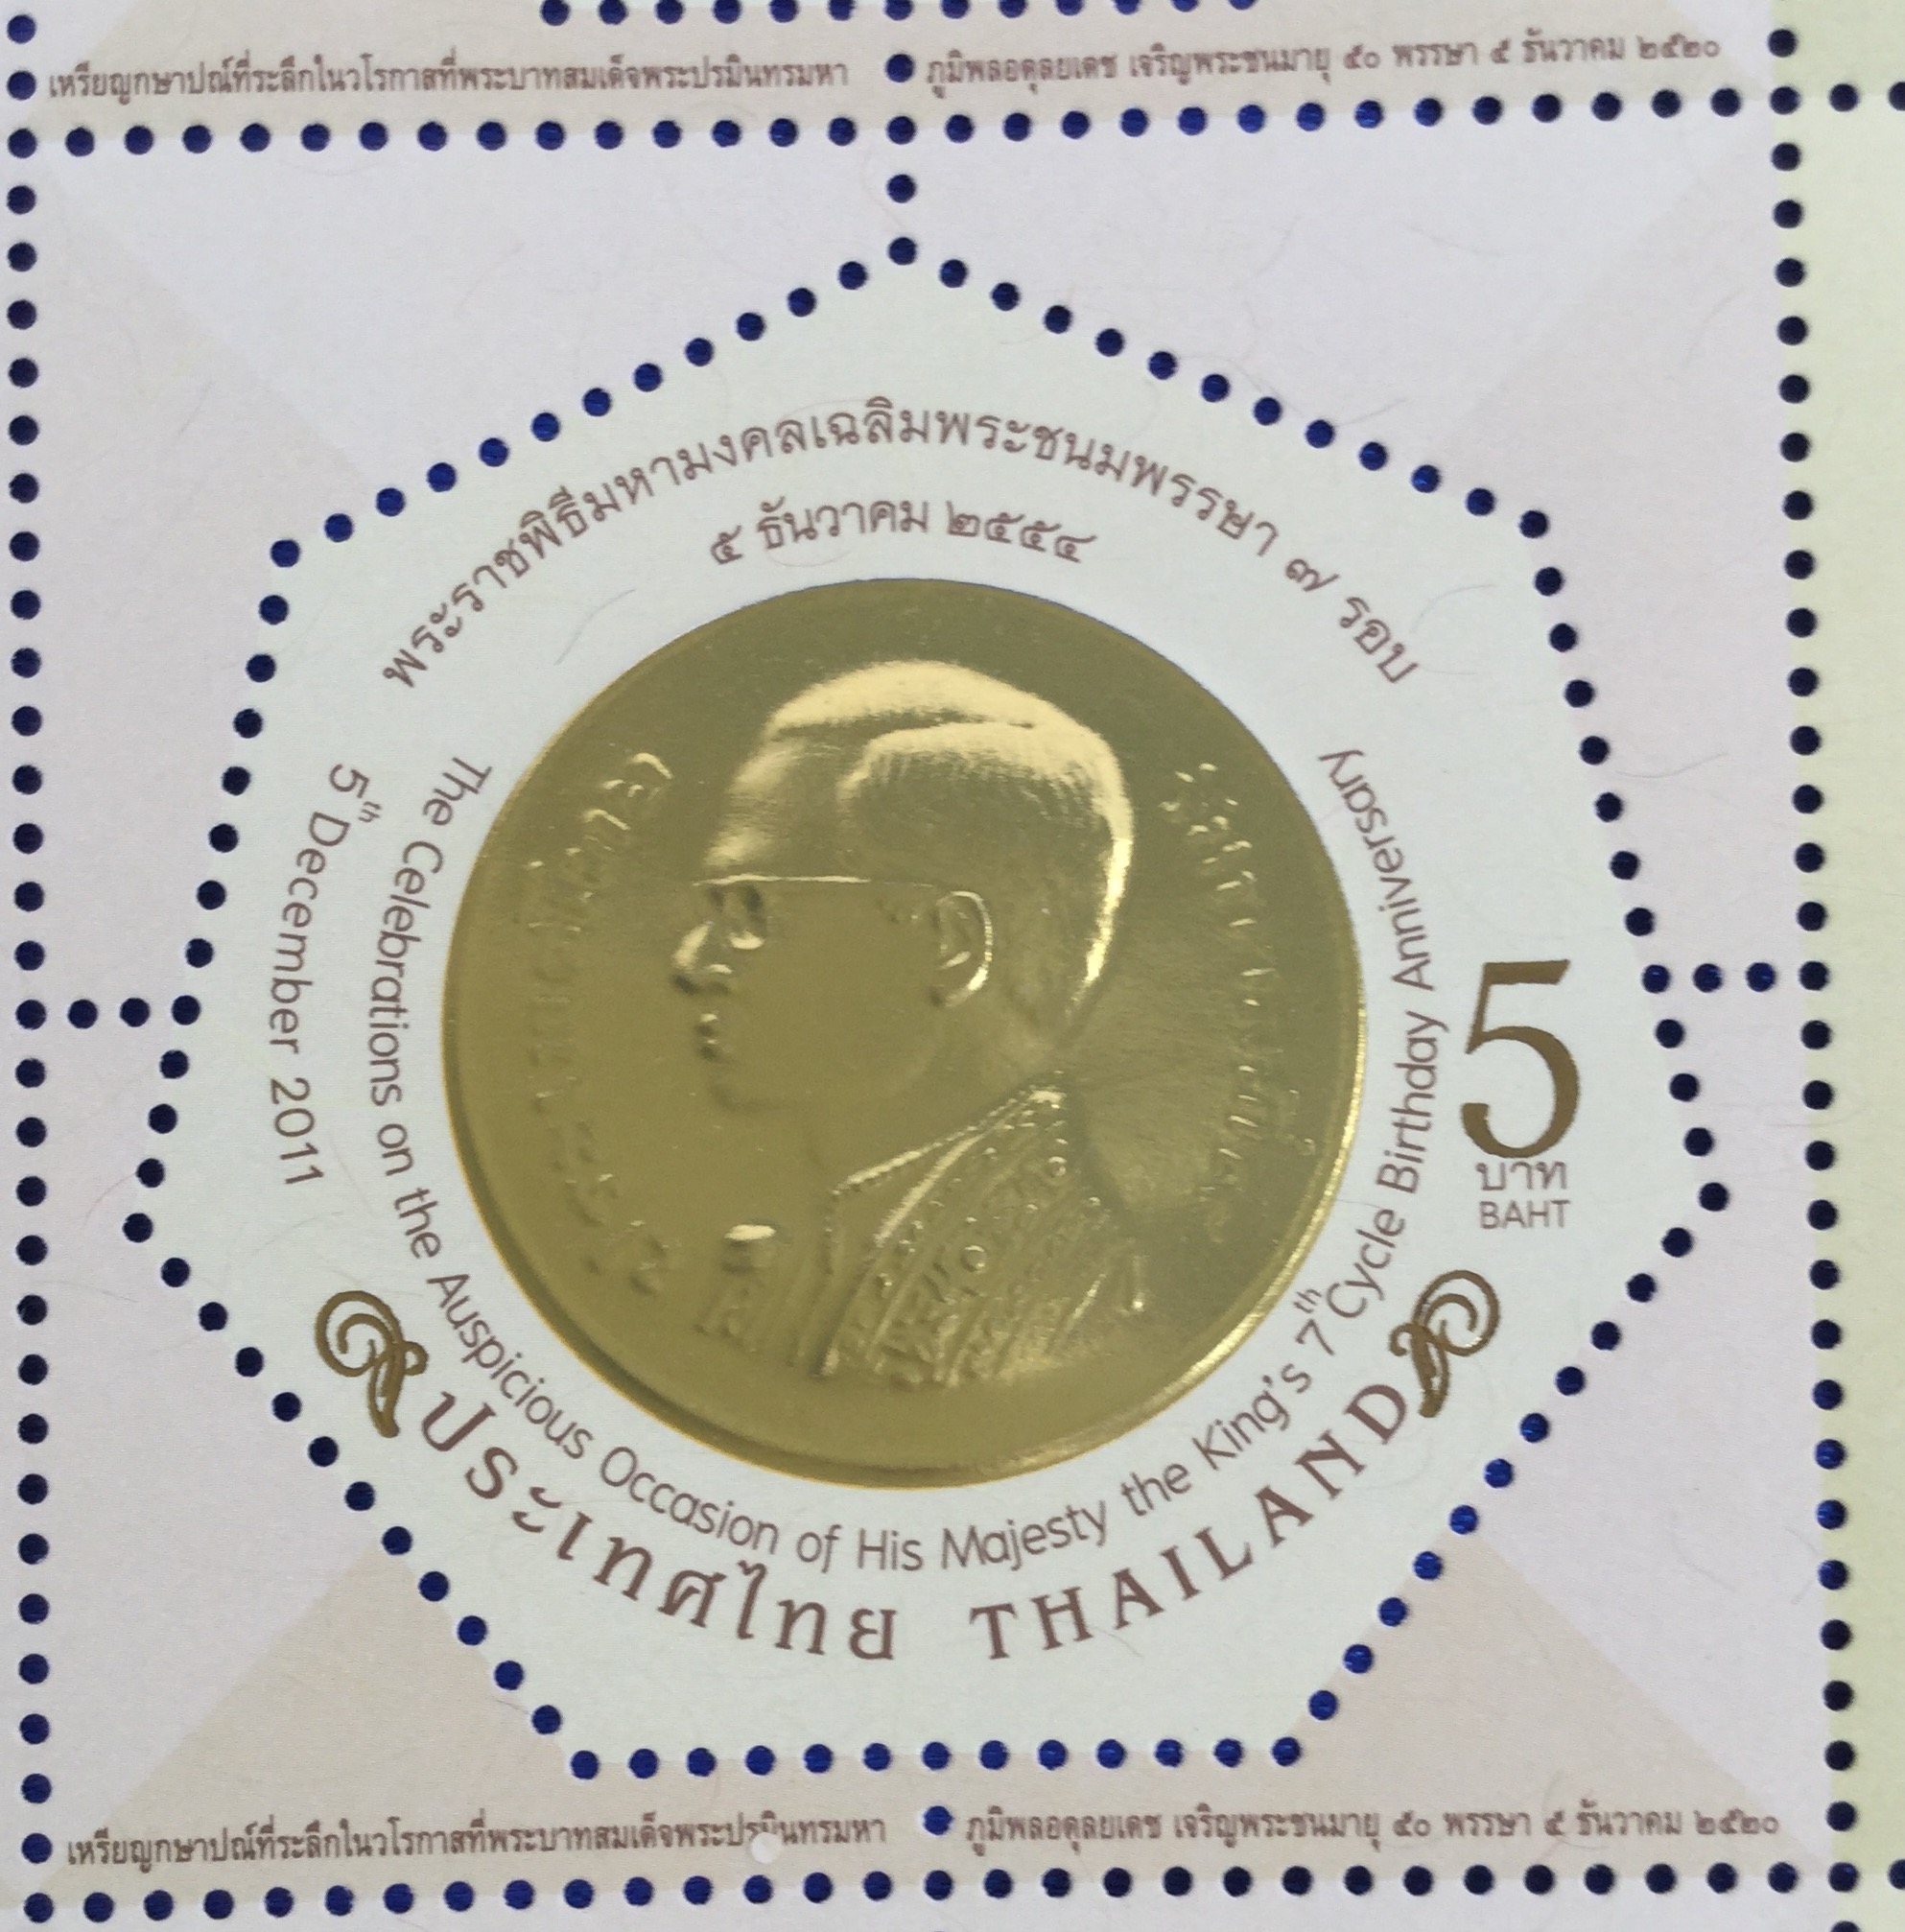 เหรียญกษาปณ์ที่ระลึกในวโรกาสที่พระบาทสมเด็จพระปรมินทรมหา ภูมิพลอดุลยเดช เจริญพระชนมายุ ๕๐ พรรษา ๕ ธันวาคม ๒๕๒๐
พระราชพิธีมหามงคลเฉลิมพระชนมพรรษา ๗ รอบ
๕ ธันวาคม ๒๕๕๔
The Celebrations on the Auspicious Occasion of His Majesty the King's 7th Cycle Birthday Anniversary
5th December 2011
5
บาท
BAHT
ประเทศไทย THAILAND
เหรียญกษาปณ์ที่ระลึกในวโรกาสที่พระบาทสมเด็จพระปรมินทรมหา ภูมิพลอดุลยเดช เจริญพระชนมายุ ๕๐ พรรษา ๕ ธันวาคม ๒๕๒๐